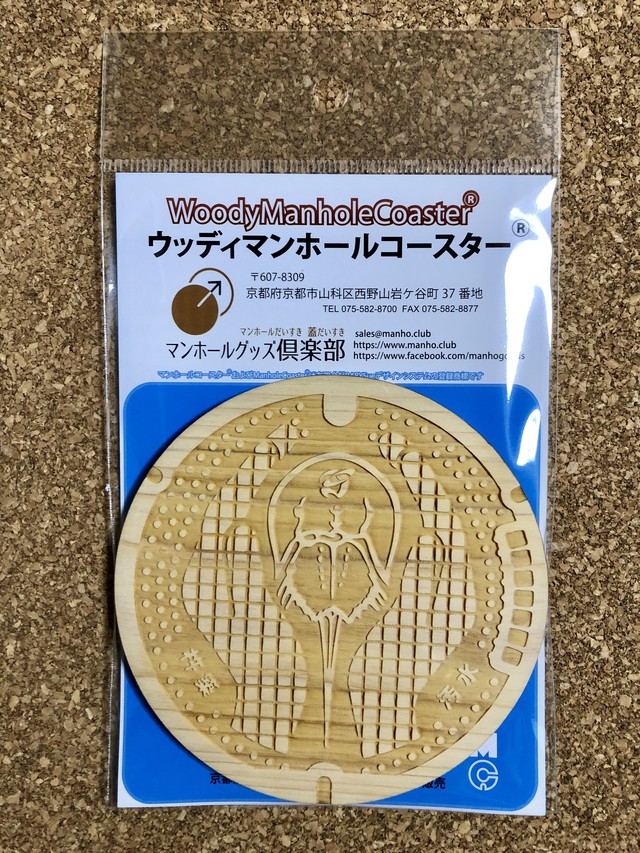 WoodyManholeCoaster®
ウッディマンホールコースター®
〒607-8309
京都府京都市山科区西野山岩ケ谷町 37 番地
TEL 075-582-8700 FAX 075-582-8877
マンホールだいすき 蓋だいすき
sales@manho.club
マンホールグッズ倶楽部
https://www.manho.club
https://www.facebook.com/manhogoods
汚水